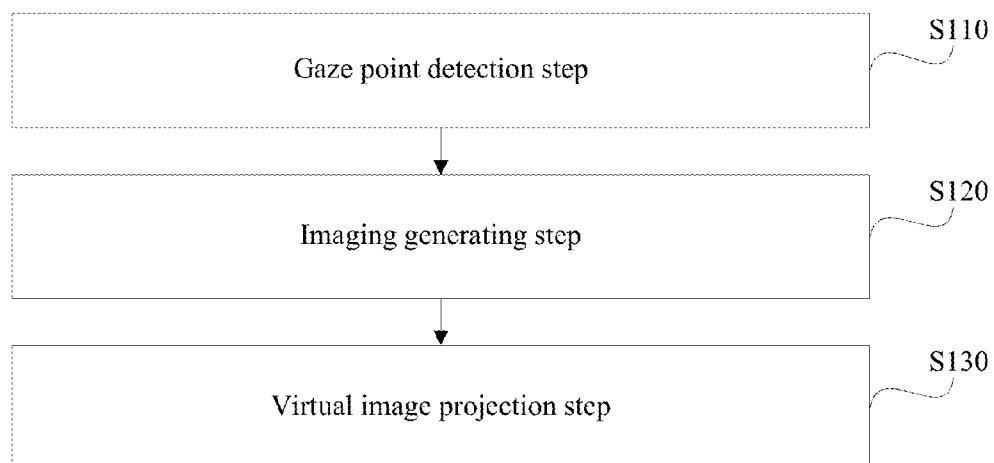 S110
Gaze point detection step
S120
Imaging generating step
S130
Virtual image projection step